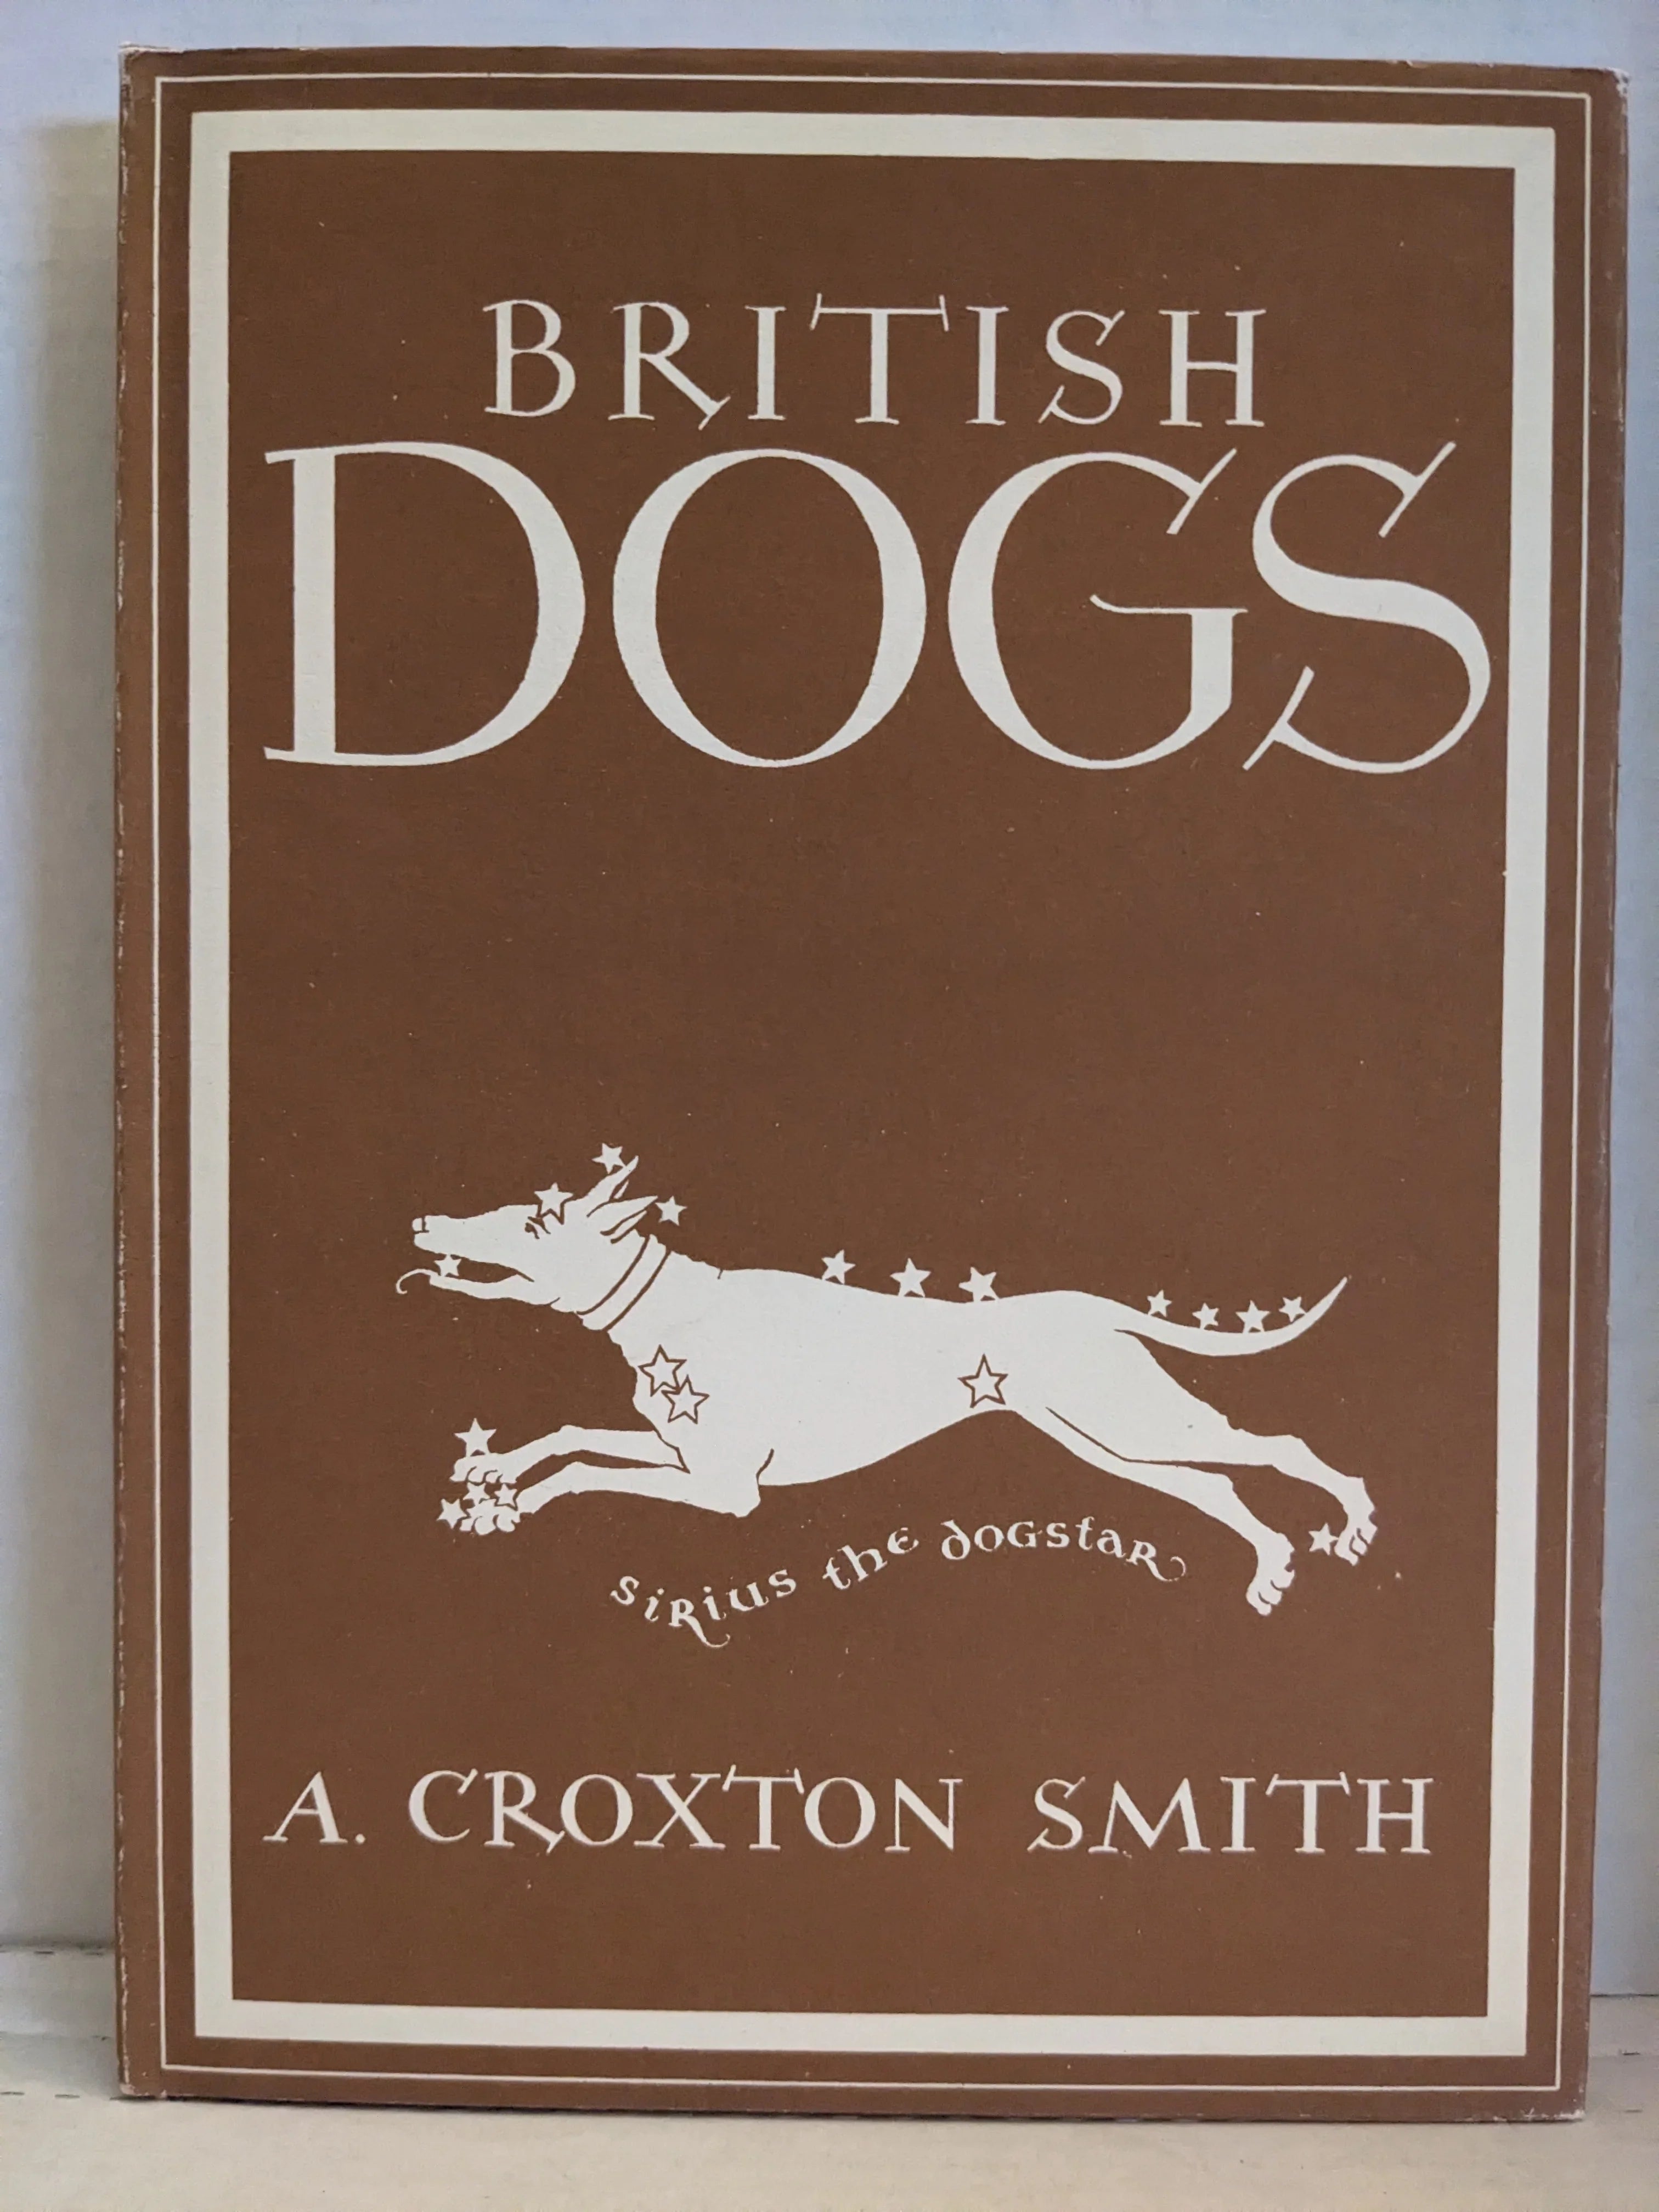 BRITISH
DOGS
sirius the dogstar
A. CROXTON SMITH